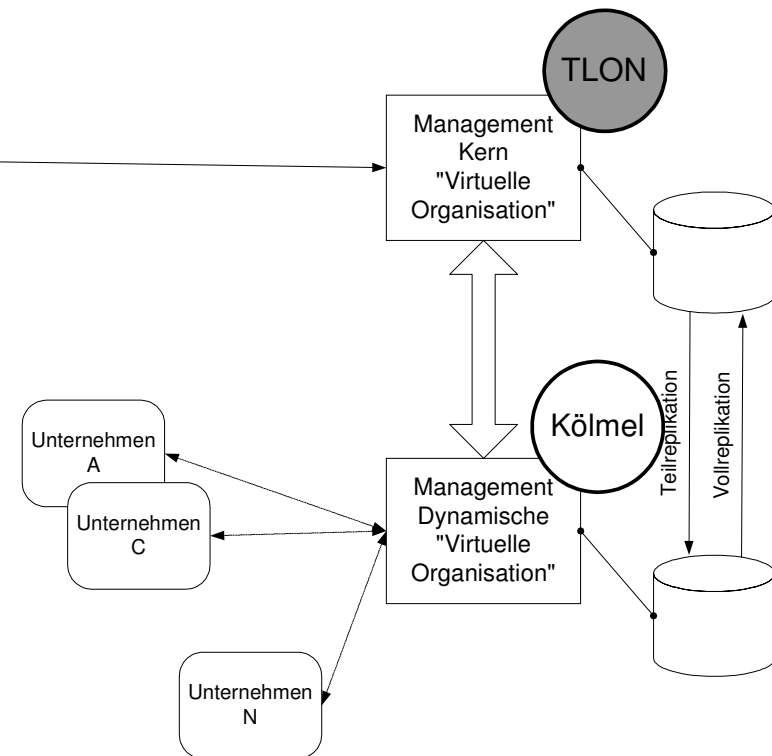 TLON
Management
Kern
"Virtuelle
Organisation"
Teilreplikation
Vollreplikation
Kölmel
Unternehmen
A
Unternehmen
C
Management
Dynamische
"Virtuelle
Organisation"
Unternehmen
N